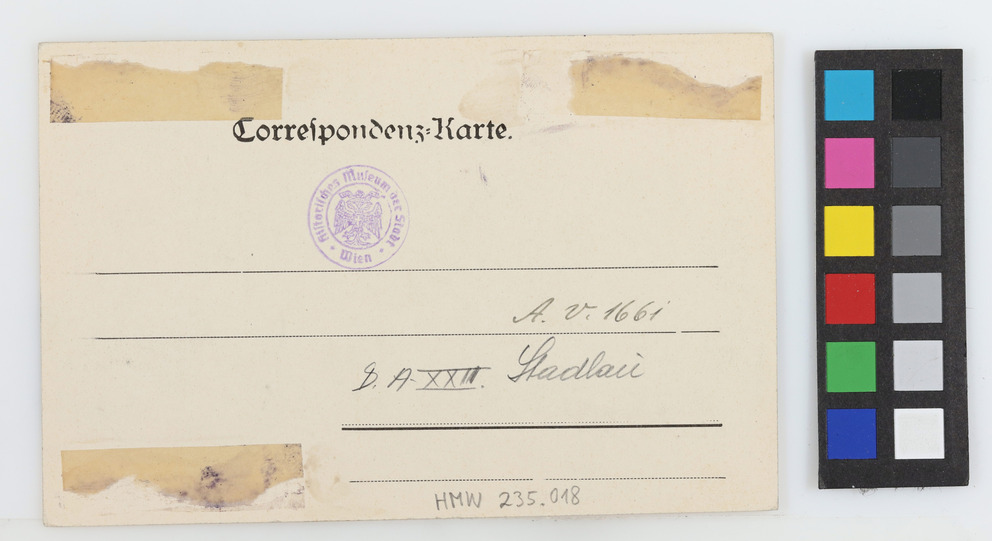 Correſpondenz-Karte.
Historisches Museum der Stadt
* Wien *
A. V. 1661
D. A. XXII. Stadlau
HMW 235.018